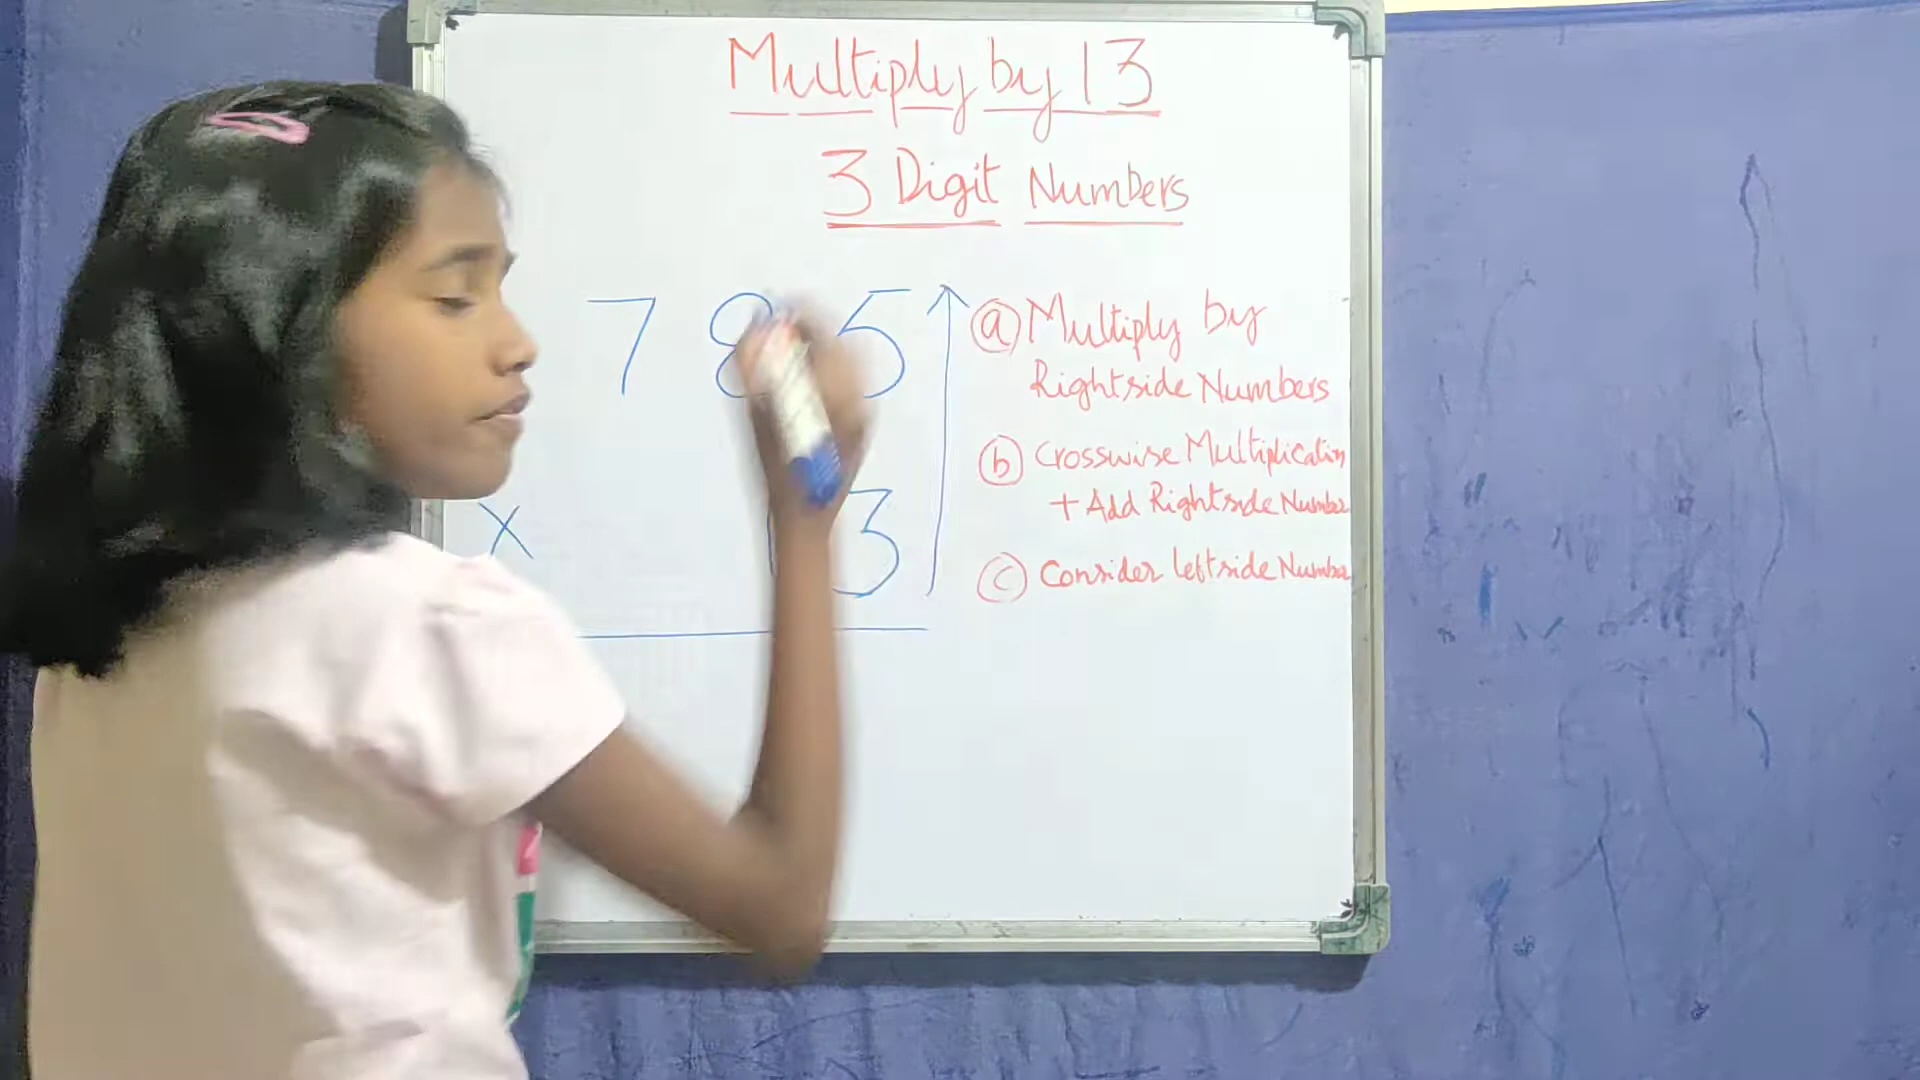 Multiply by 13
3 Digit Numbers
7 8 5
x 13
(a) Multiply by
Rightside Numbers
(b) Crosswise Multiplication
+ Add Rightside Number
(c) Consider leftside Number